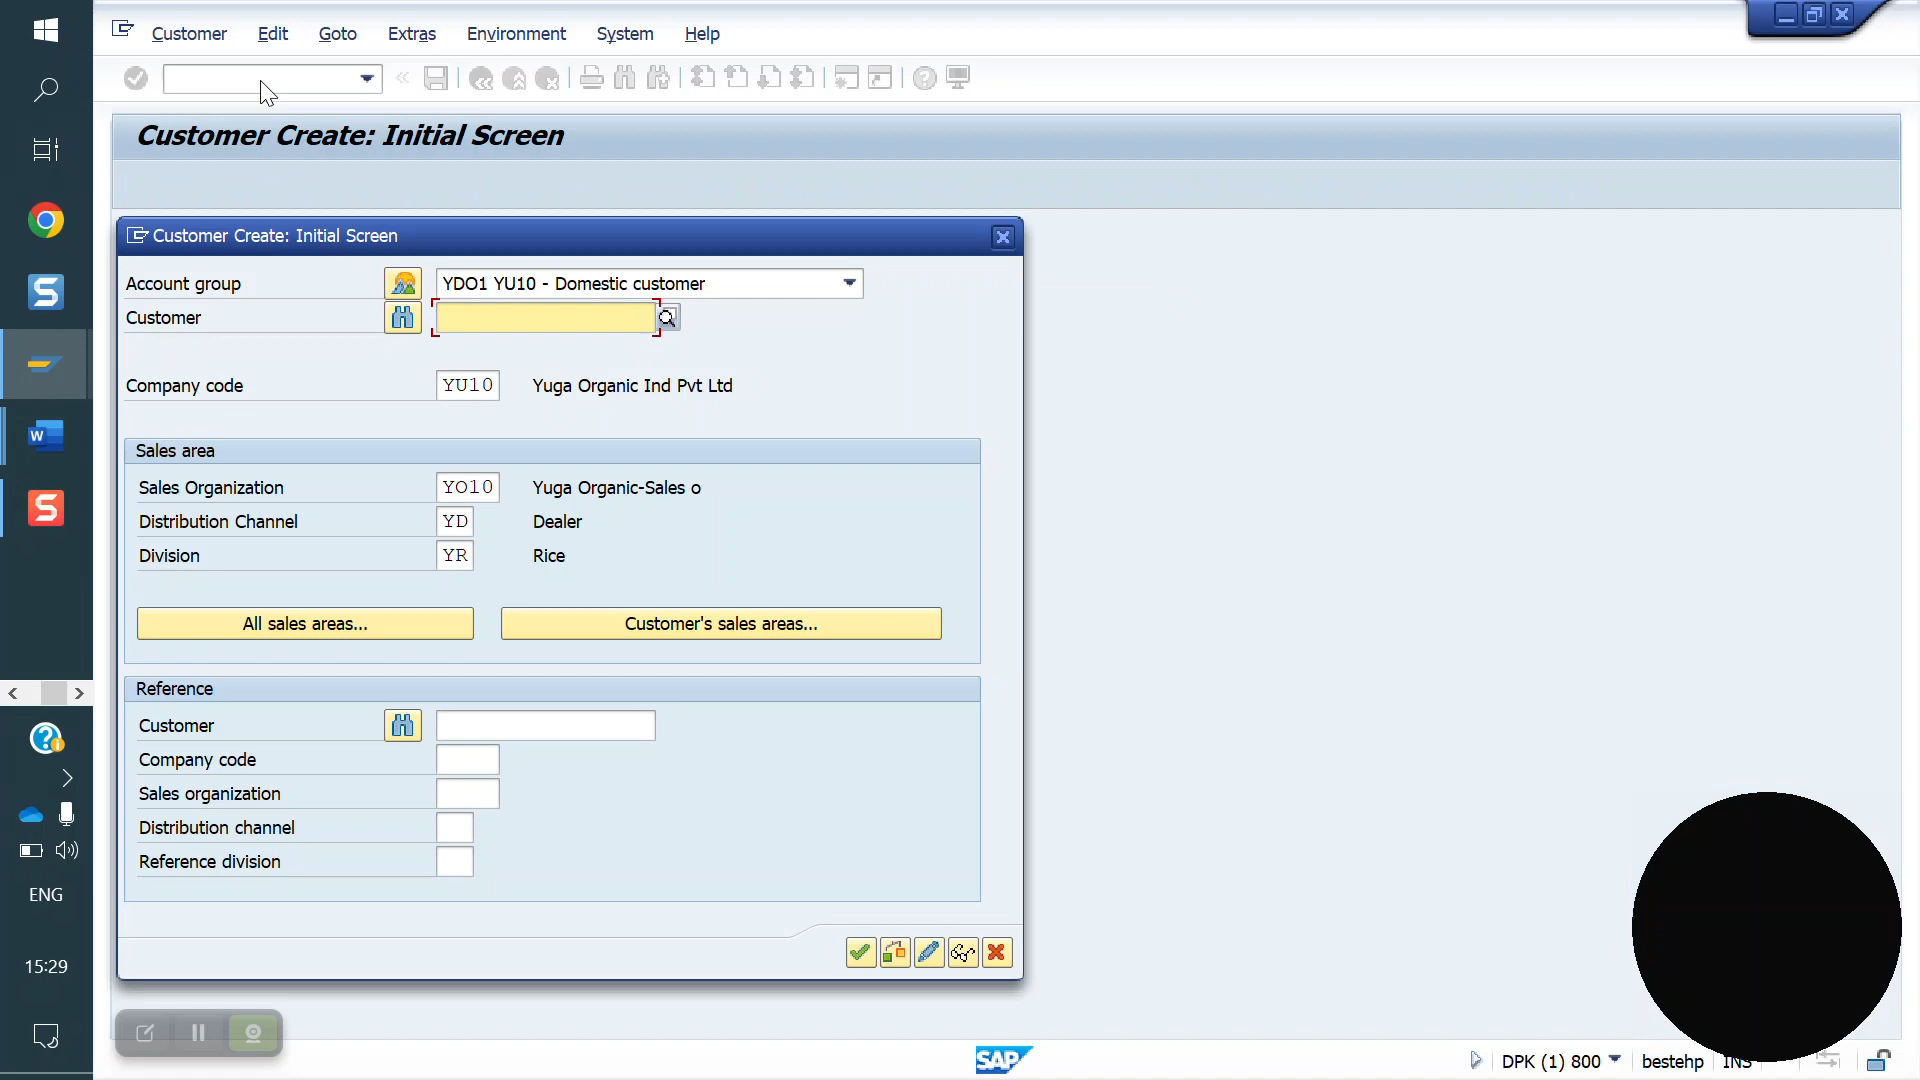 Customer Edit Goto Extras Environment System Help
Customer Create: Initial Screen
Customer Create: Initial Screen
Account group YDO1 YU10 - Domestic customer
Customer
Company code YU10 Yuga Organic Ind Pvt Ltd
Sales area
Sales Organization YO10 Yuga Organic-Sales o
Distribution Channel YD Dealer
Division YR Rice
All sales areas... Customer's sales areas...
Reference
Customer
Company code
Sales organization
Distribution channel
Reference division
ENG
15:29
SAP
DPK (1) 800 bestehp INS